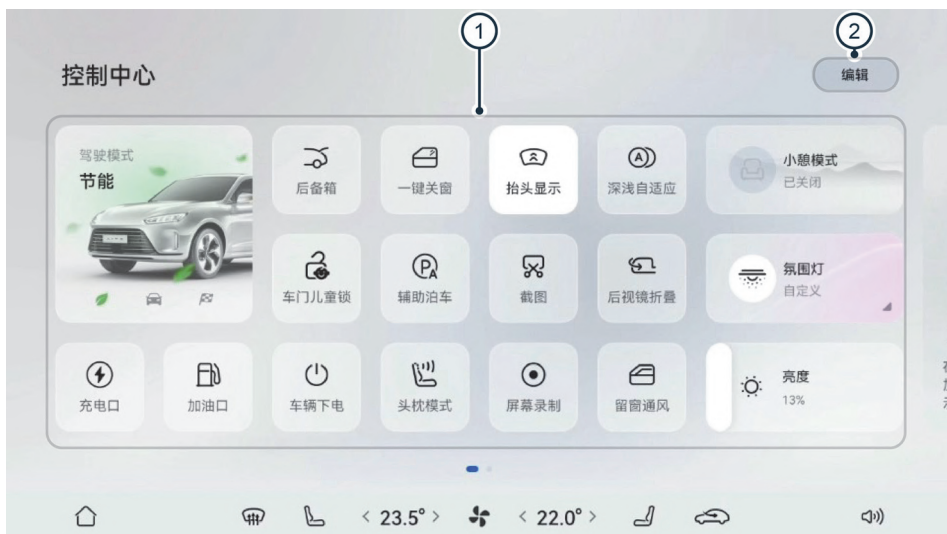 1
2
控制中心
编辑
驾驶模式
节能
后备箱
一键关窗
抬头显示
深浅自适应
小憩模式
已关闭
车门儿童锁
辅助泊车
截图
后视镜折叠
氛围灯
自定义
充电口
加油口
车辆下电
头枕模式
屏幕录制
留窗通风
亮度
13%
23.5°
22.0°